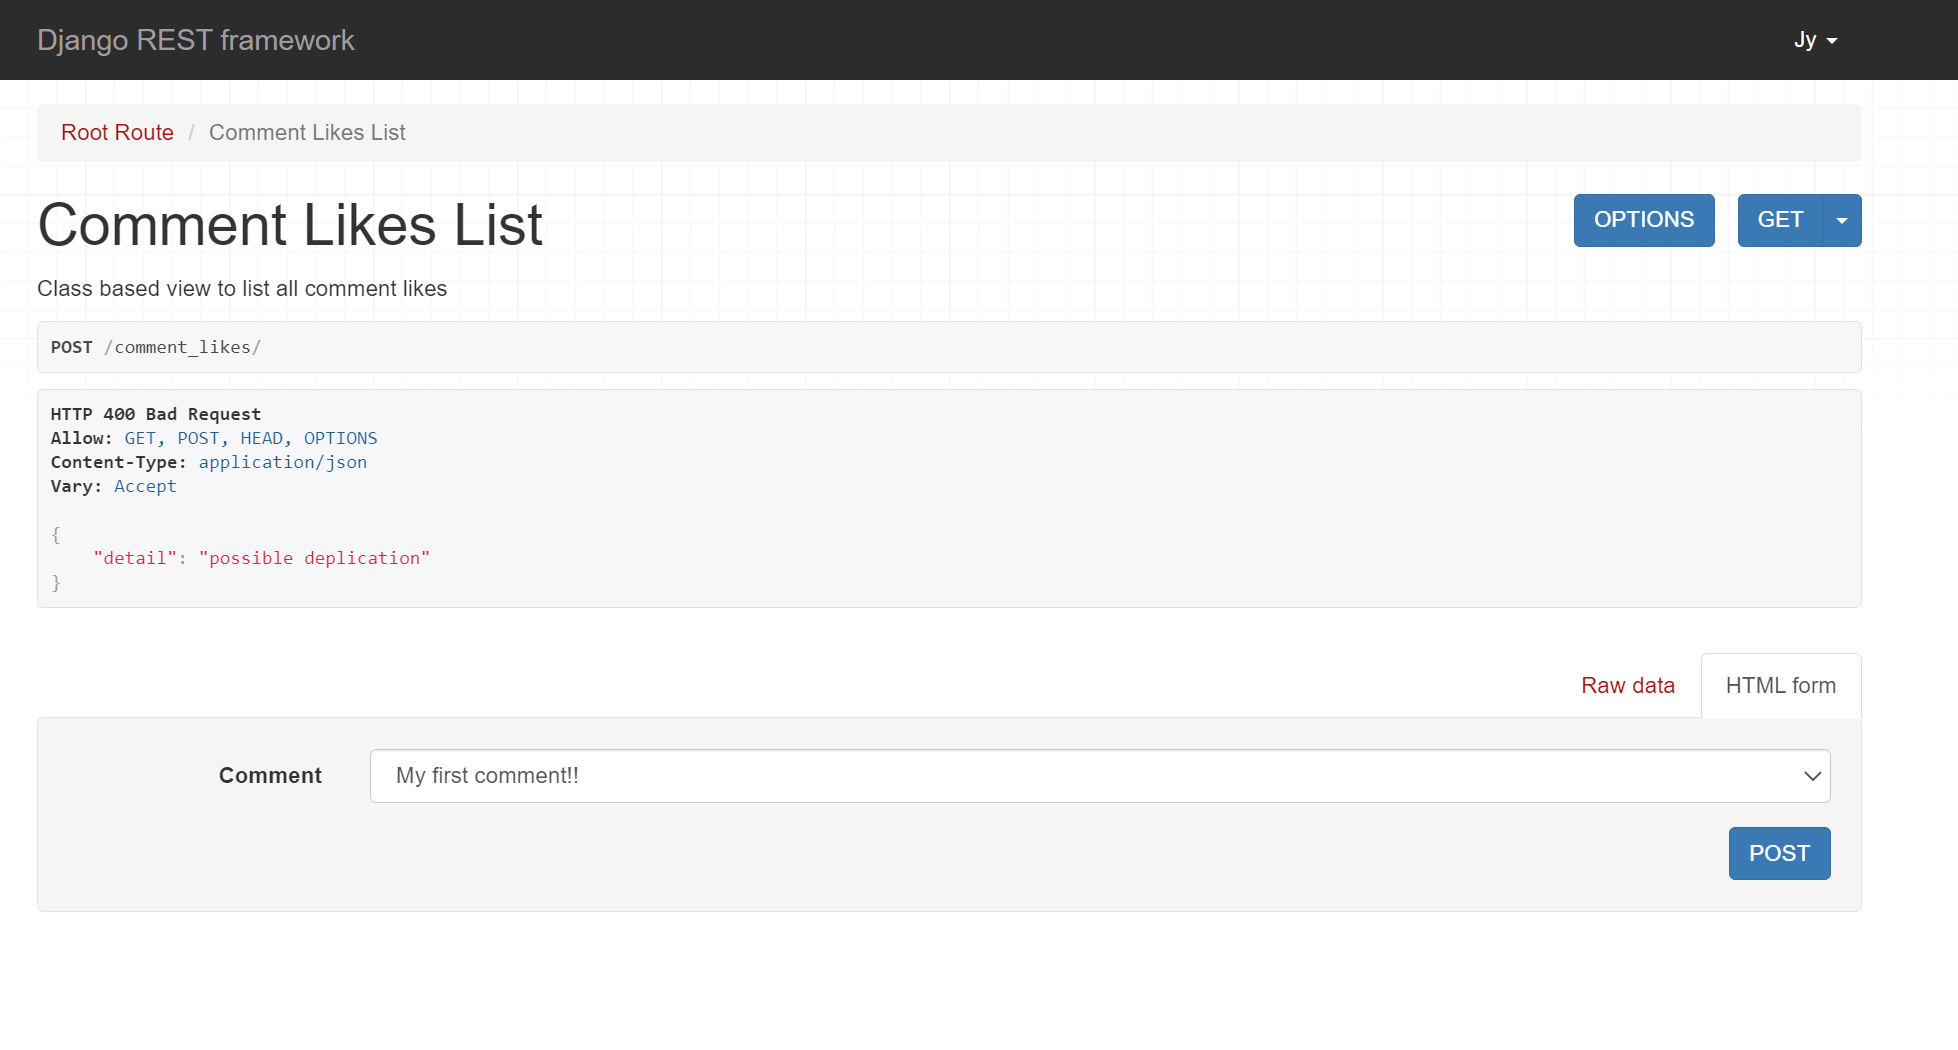 Django REST framework
Jy
Root Route / Comment Likes List
Comment Likes List
OPTIONS
GET
Class based view to list all comment likes
POST /comment_likes/
HTTP 400 Bad Request
Allow: GET, POST, HEAD, OPTIONS
Content-Type: application/json
Vary: Accept
{
"detail": "possible deplication"
}
Raw data
HTML form
Comment
My first comment!!
POST